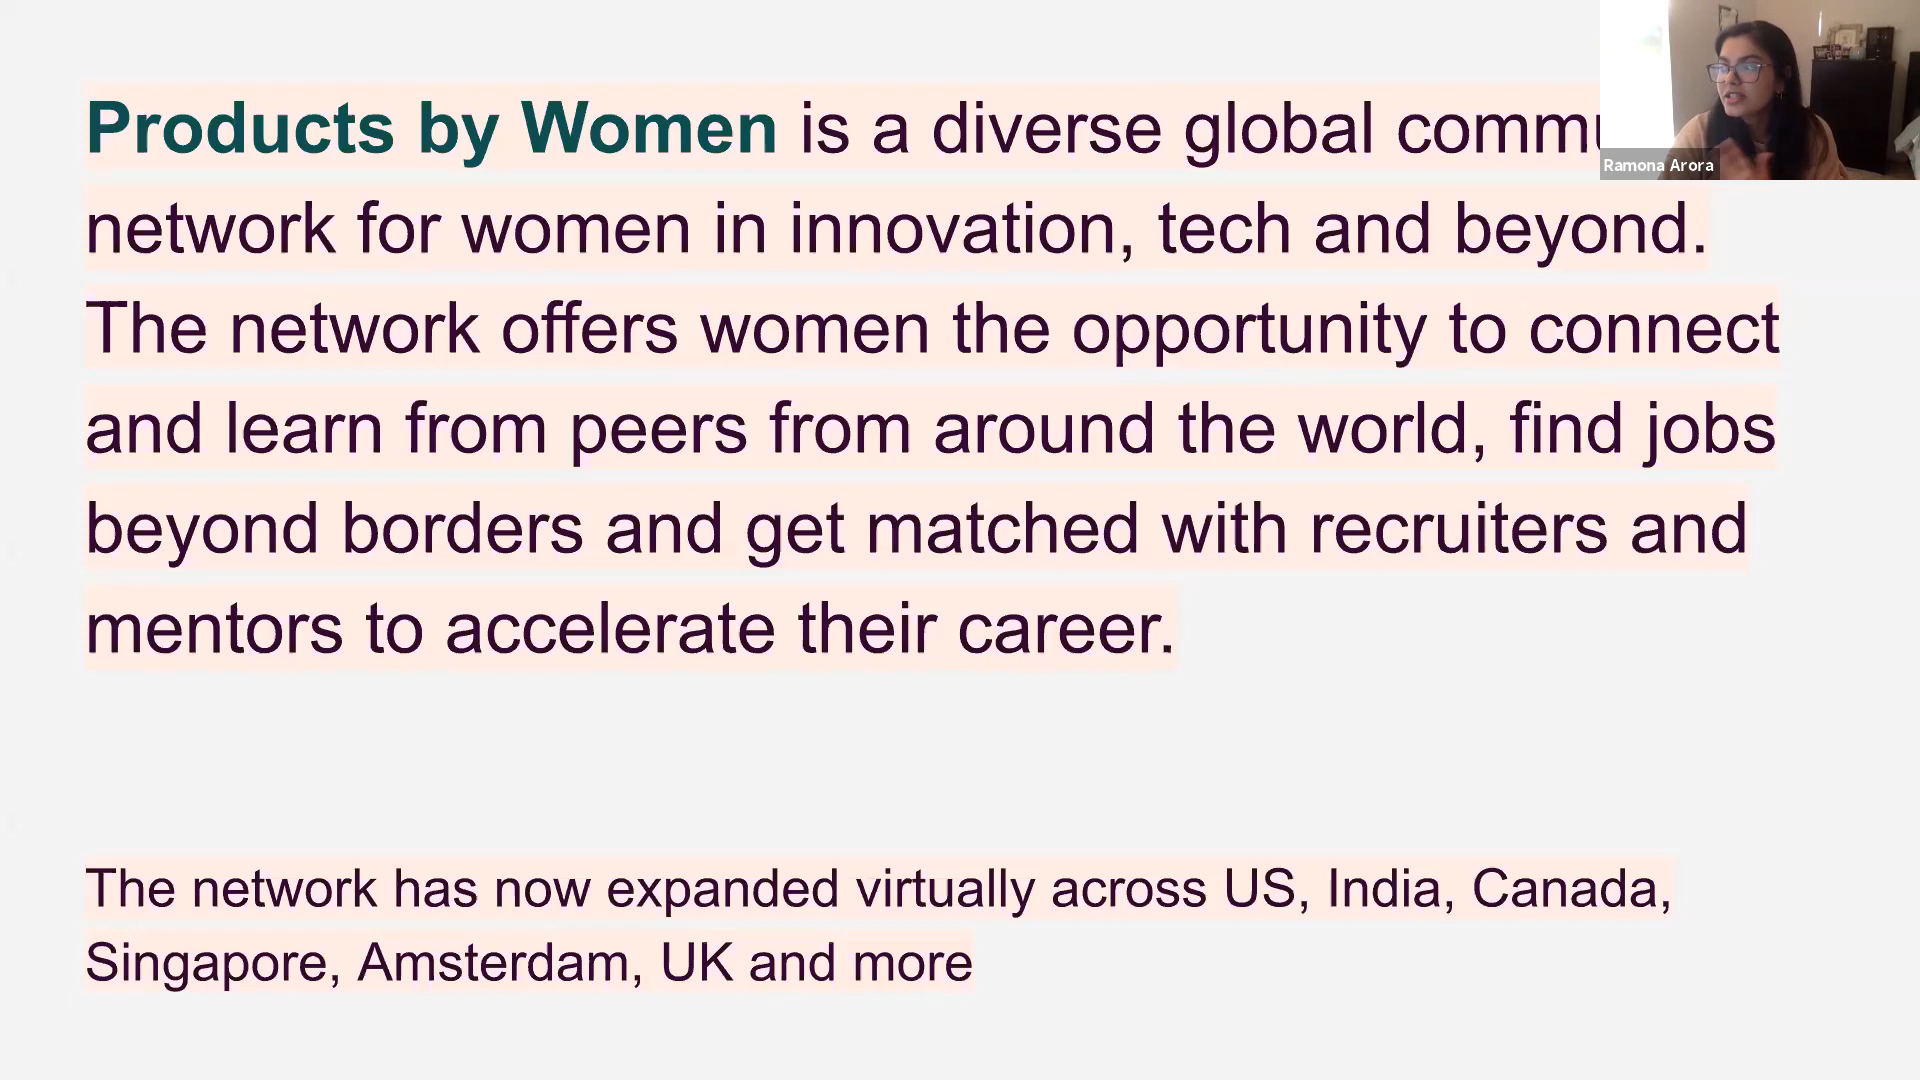 Products by Women is a diverse global
network for women in innovation, tech and beyond.
The network offers women the opportunity to connect
and learn from peers from around the world, find jobs
beyond borders and get matched with recruiters and
mentors to accelerate their career.
The network has now expanded virtually across US, India, Canada,
Singapore, Amsterdam, UK and more
Ramona Arora